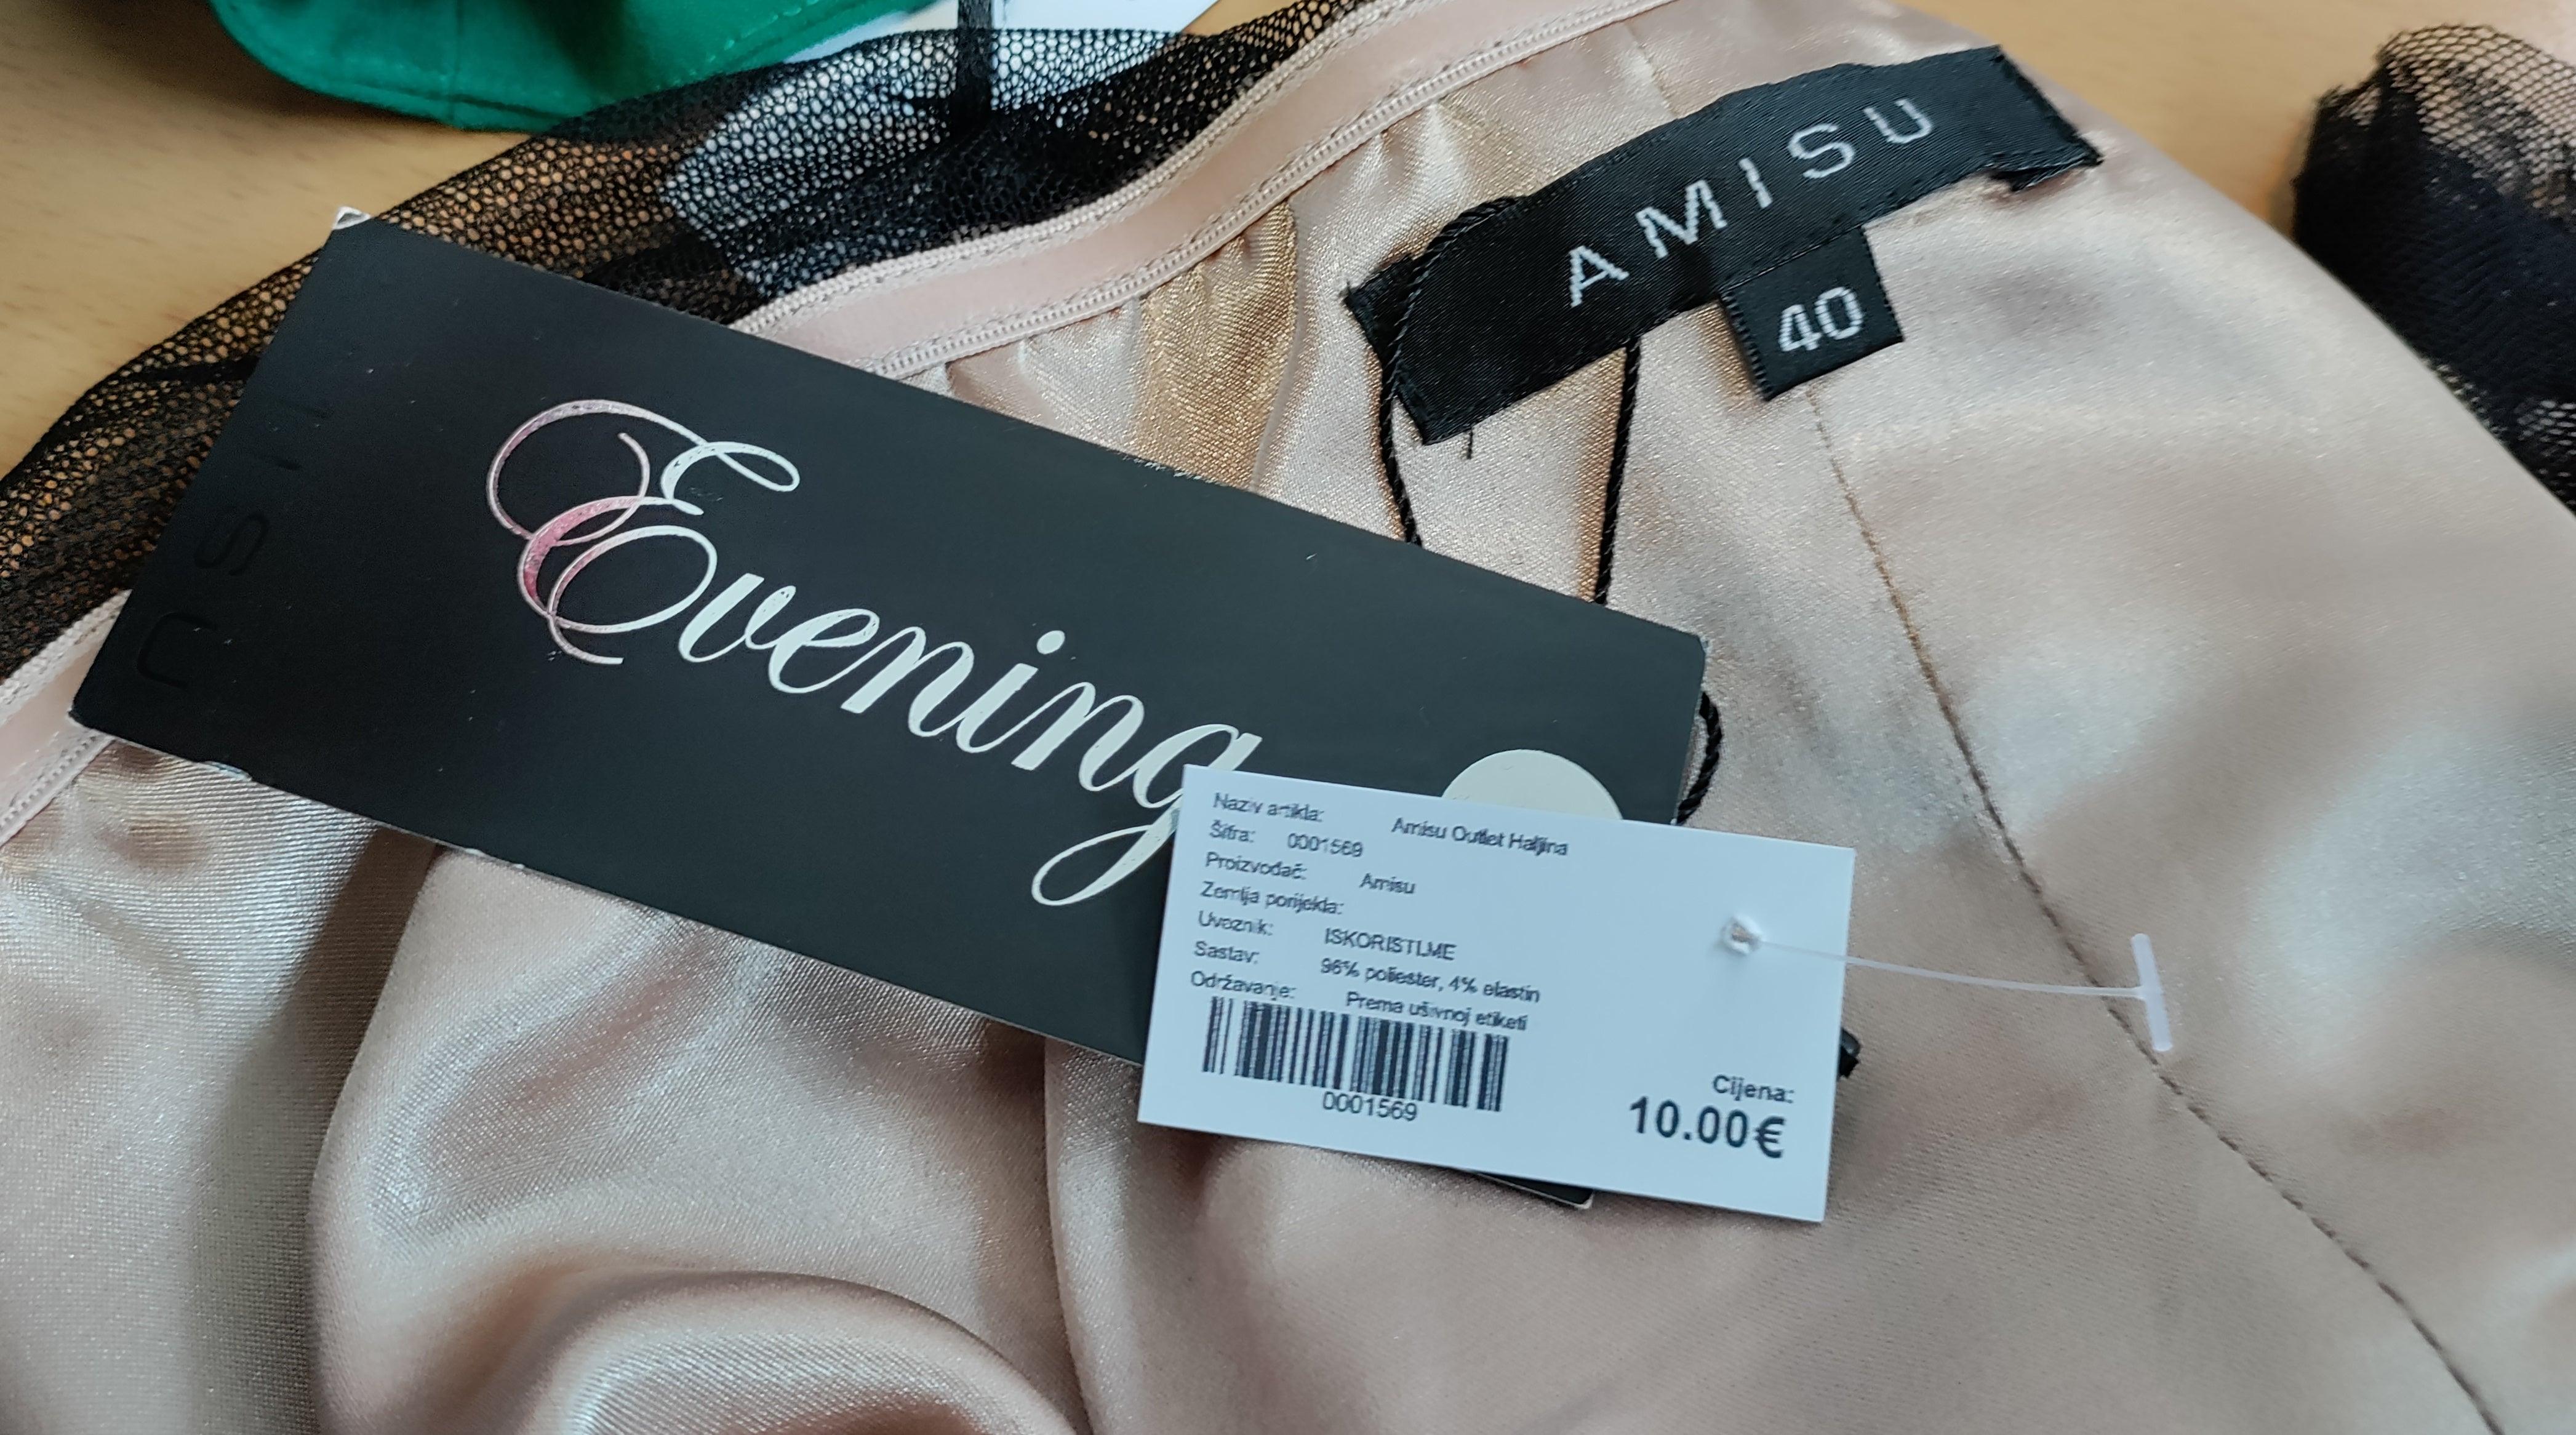 AMISU
40
Evening
Naziv artikla: Amisu Outlet Haljina
Šifra: 0001569
Proizvođač: Amisu
Zemlja porijekla:
Uvoznik: ISKORISTI.ME
Sastav: 96% poliester, 4% elastin
Održavanje: Prema ušivnoj etiketi
0001569
Cijena:
10.00€